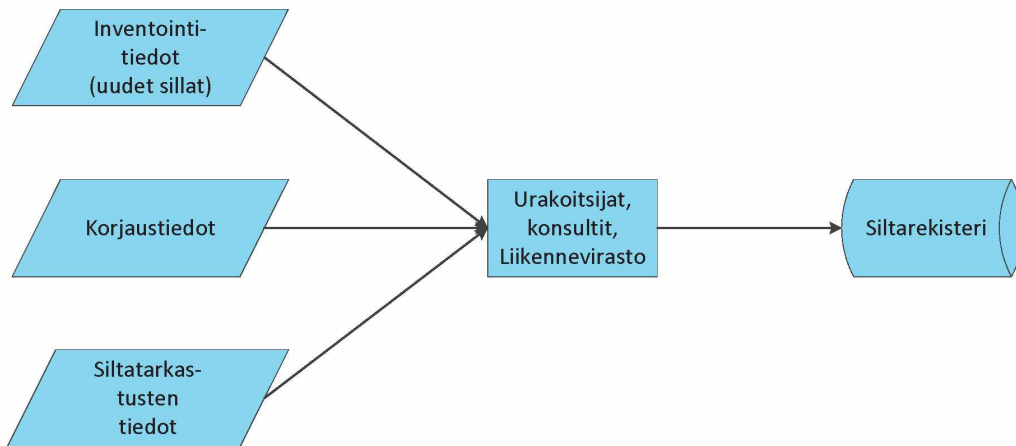 Inventointi-
tiedot
(uudet sillat)
Korjaustiedot
Siltatarkas-
tusten
tiedot
Urakoitsijat,
konsultit,
Liikennevirasto
Siltarekisteri